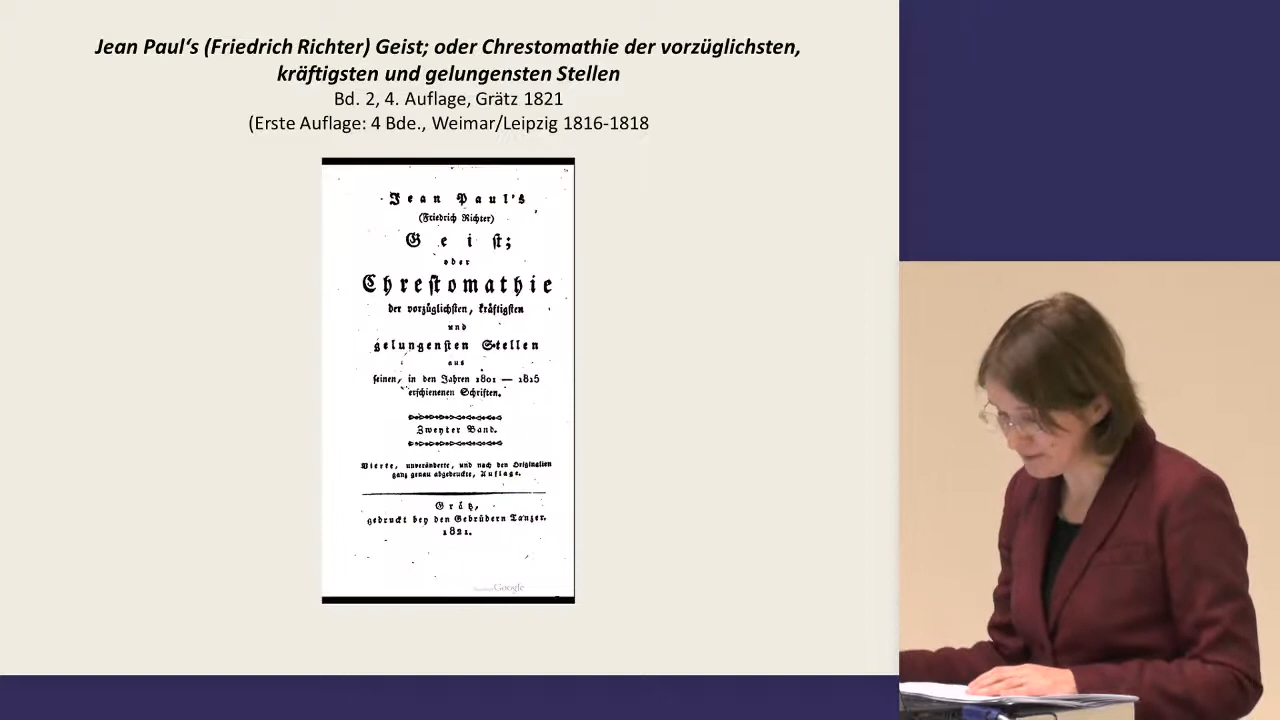 Jean Paul‘s (Friedrich Richter) Geist; oder Chrestomathie der vorzüglichsten,
kräftigsten und gelungensten Stellen
Bd. 2, 4. Auflage, Grätz 1821
(Erste Auflage: 4 Bde., Weimar/Leipzig 1816-1818
Jean Paul's
(Friedrich Richter)
Geiſt;
oder
Chreſtomathie
der vorzüglichſten, kräftigſten
und
gelungenſten Stellen
aus
ſeinen, in den Jahren 1801 — 1815
erſchienenen Schriften.
Zweyter Band.
Vierte, unveränderte, und nach den Originalien
ganz genau abgedruckte, Auflage.
Grätz,
gedruckt bey den Gebrüdern Tanzer.
1821.
Google